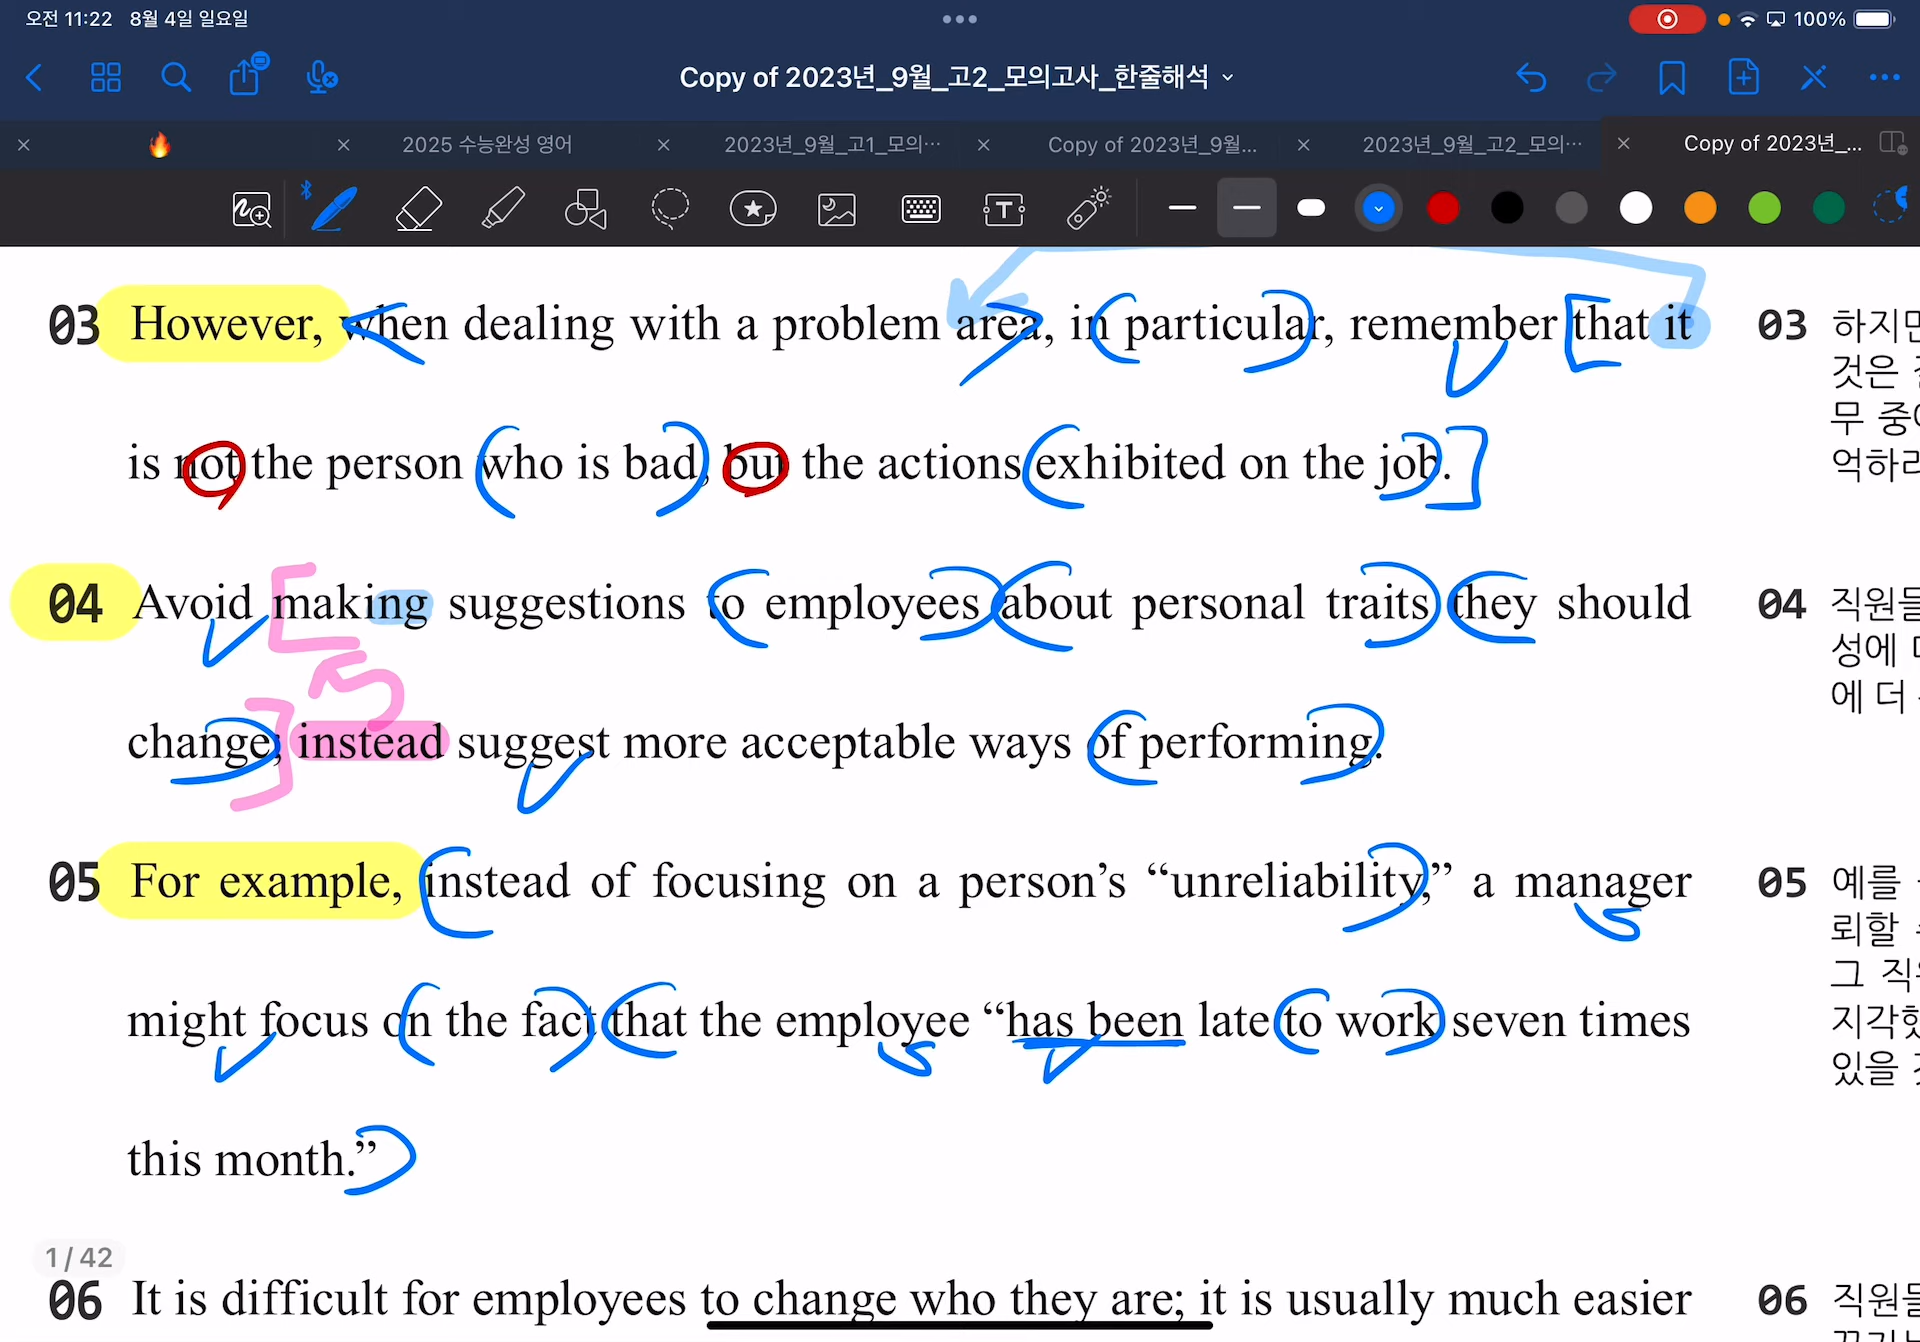 오전 11:22 8월 4일 일요일
100%
Copy of 2023년_9월_고2_모의고사_한줄해석
2025 수능완성 영어
2023년_9월_고1_모의…
Copy of 2023년_9월...
2023년_9월_고2_모의…
Copy of 2023년_...
03 However, when dealing with a problem area, in particular, remember that it
is not the person who is bad, but the actions exhibited on the job.
03 하지만
것은
무 중에
억하라
04 Avoid making suggestions to employees about personal traits they should
change; instead suggest more acceptable ways of performing.
04 직원들
성에
에 더
05 For example, instead of focusing on a person's “unreliability,” a manager
might focus on the fact that the employee “has been late to work seven times
this month.”
05 예를
뢰할
그 직원
지각했
있을
1 / 42
06 It is difficult for employees to change who they are; it is usually much easier
06 직원들